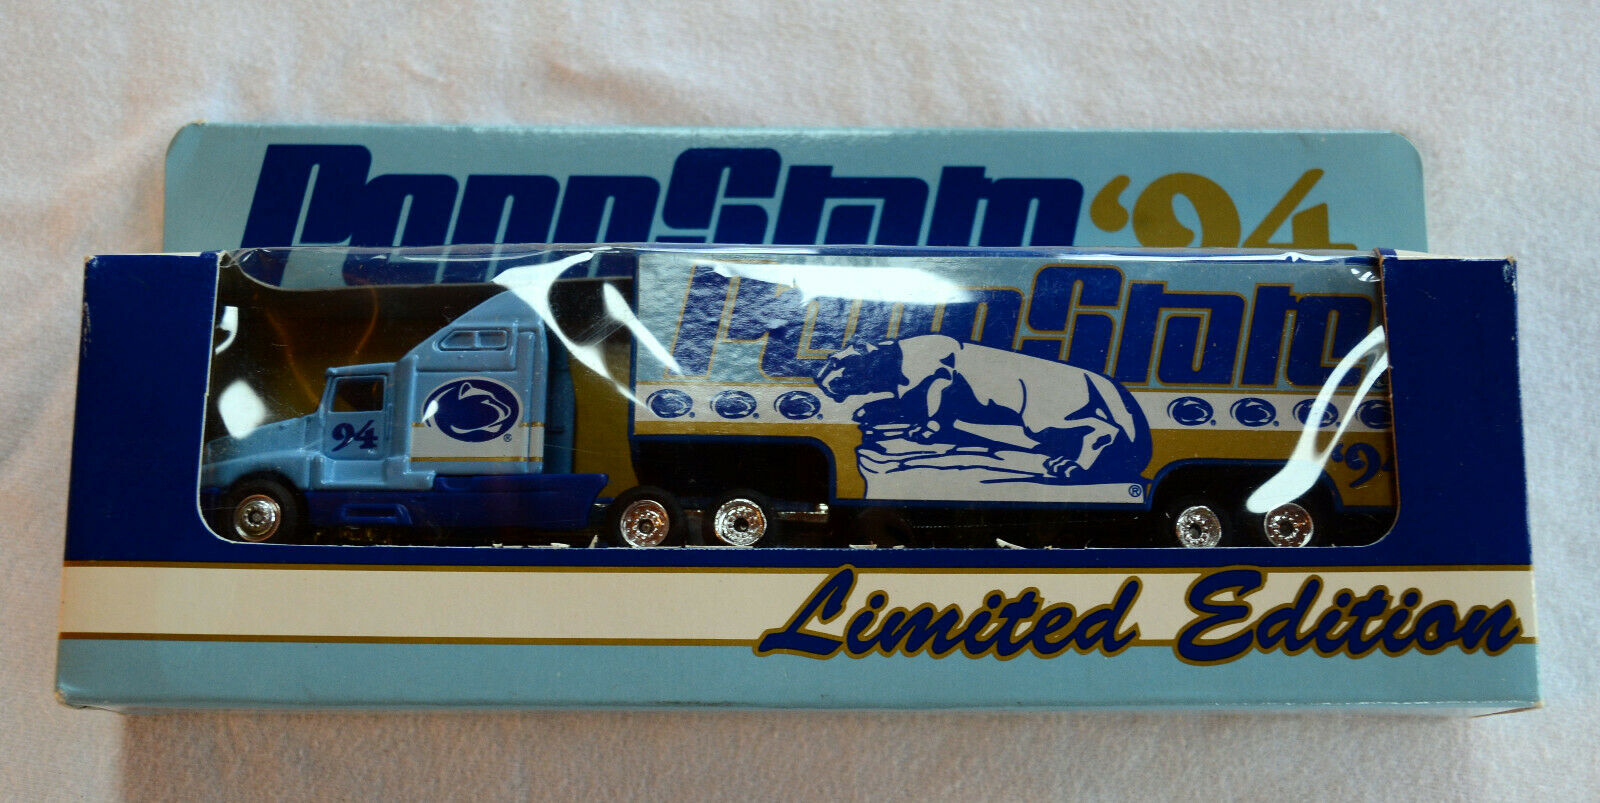 Penn State '94
Penn State
94
®
® ® ® ® ® ®
'94
®
Limited Edition